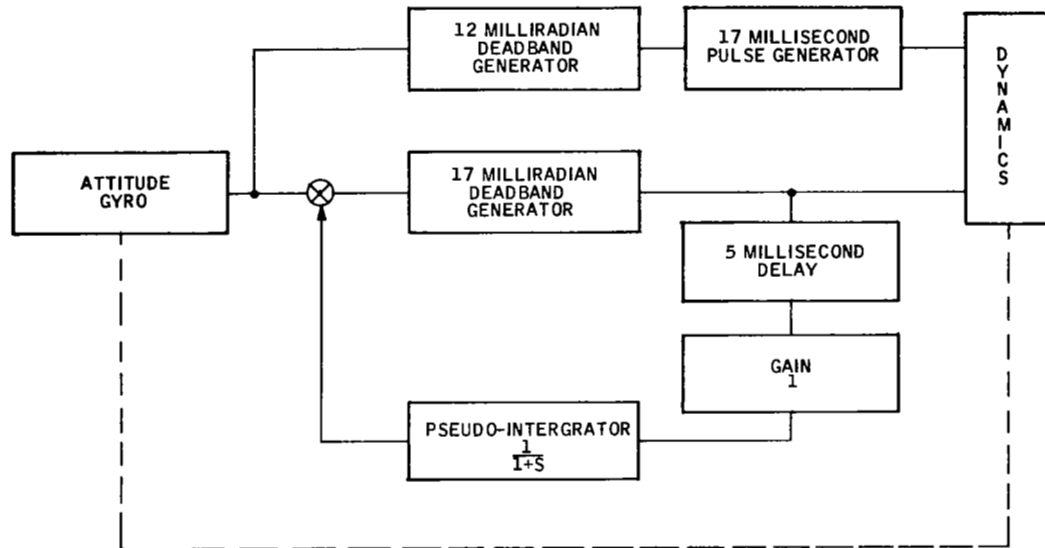 12 MILLIRADIAN
DEADBAND
GENERATOR
17 MILLISECOND
PULSE GENERATOR
DYNAMICS
ATTITUDE
GYRO
17 MILLIRADIAN
DEADBAND
GENERATOR
5 MILLISECOND
DELAY
GAIN
1
PSEUDO-INTERGRATOR
1
1+S